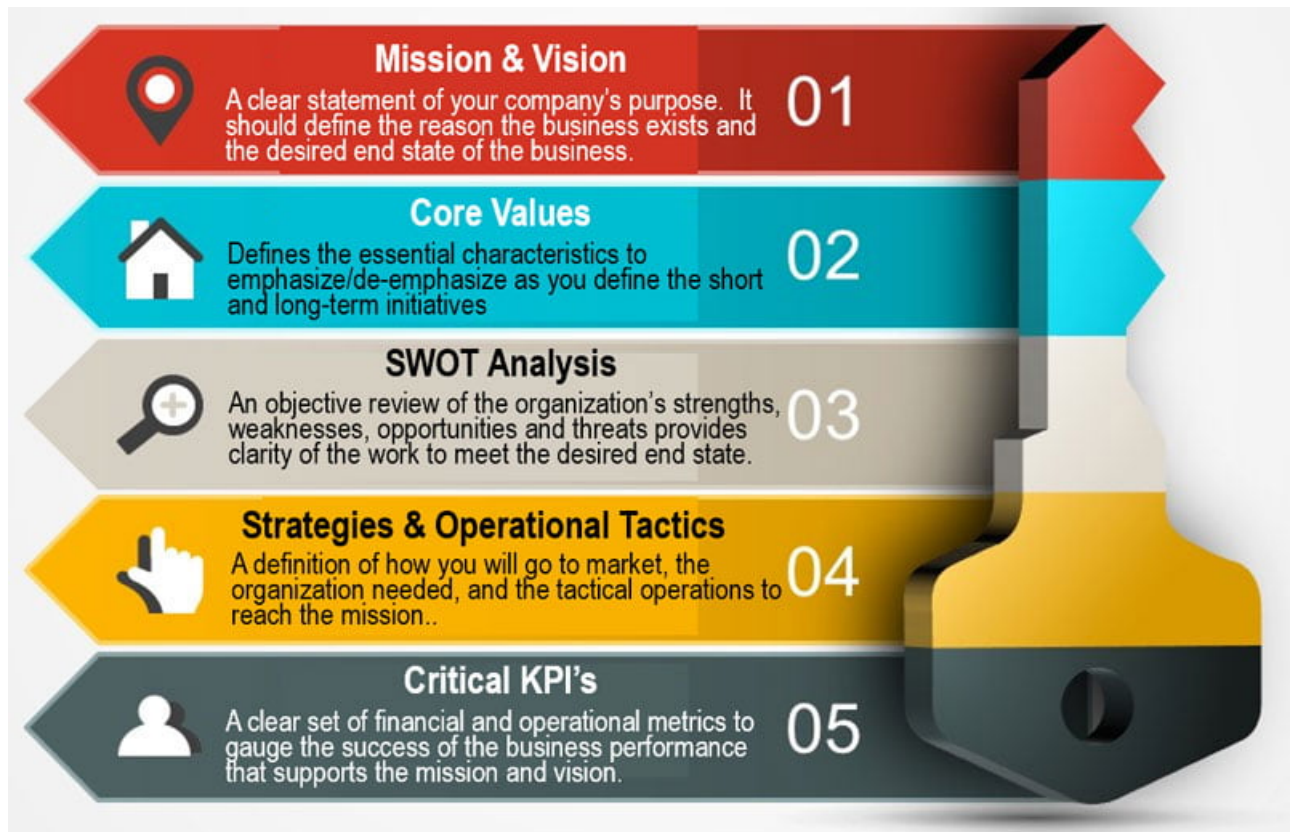 Mission & Vision
A clear statement of your company's purpose.  It
should define the reason the business exists and
the desired end state of the business.
01
Core Values
Defines the essential characteristics to
emphasize/de-emphasize as you define the short
and long-term initiatives
02
SWOT Analysis
An objective review of the organization's strengths,
weaknesses, opportunities and threats provides
clarity of the work to meet the desired end state.
03
Strategies & Operational Tactics
A definition of how you will go to market, the
organization needed, and the tactical operations to
reach the mission..
04
Critical KPI's
A clear set of financial and operational metrics to
gauge the success of the business performance
that supports the mission and vision.
05